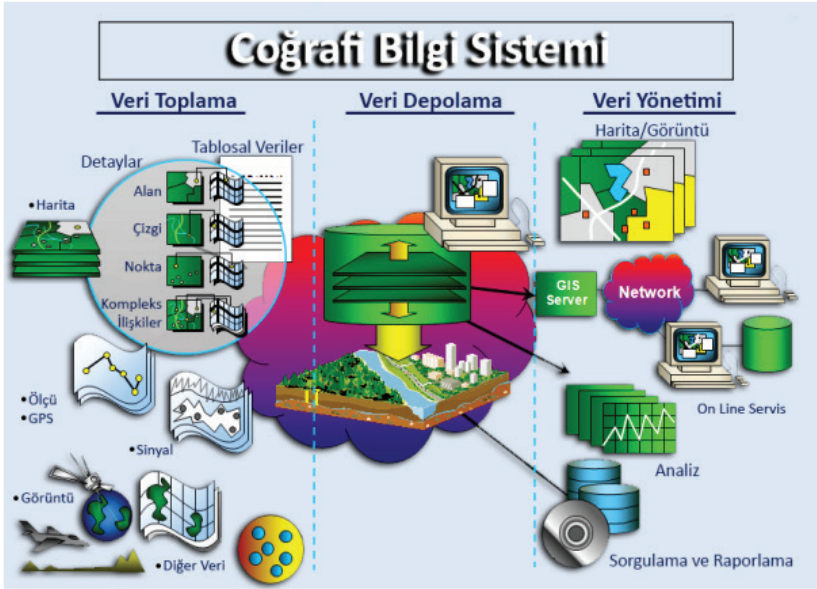 Coğrafi Bilgi Sistemi
Veri Toplama
Veri Depolama
Veri Yönetimi
Tablosal Veriler
Detaylar
Alan
Çizgi
Nokta
Kompleks
İlişkiler
•Harita
•Ölçü
•GPS
•Sinyal
•Görüntü
•Diğer Veri
Harita/Görüntü
GIS
Server
Network
On Line Servis
Analiz
Sorgulama ve Raporlama